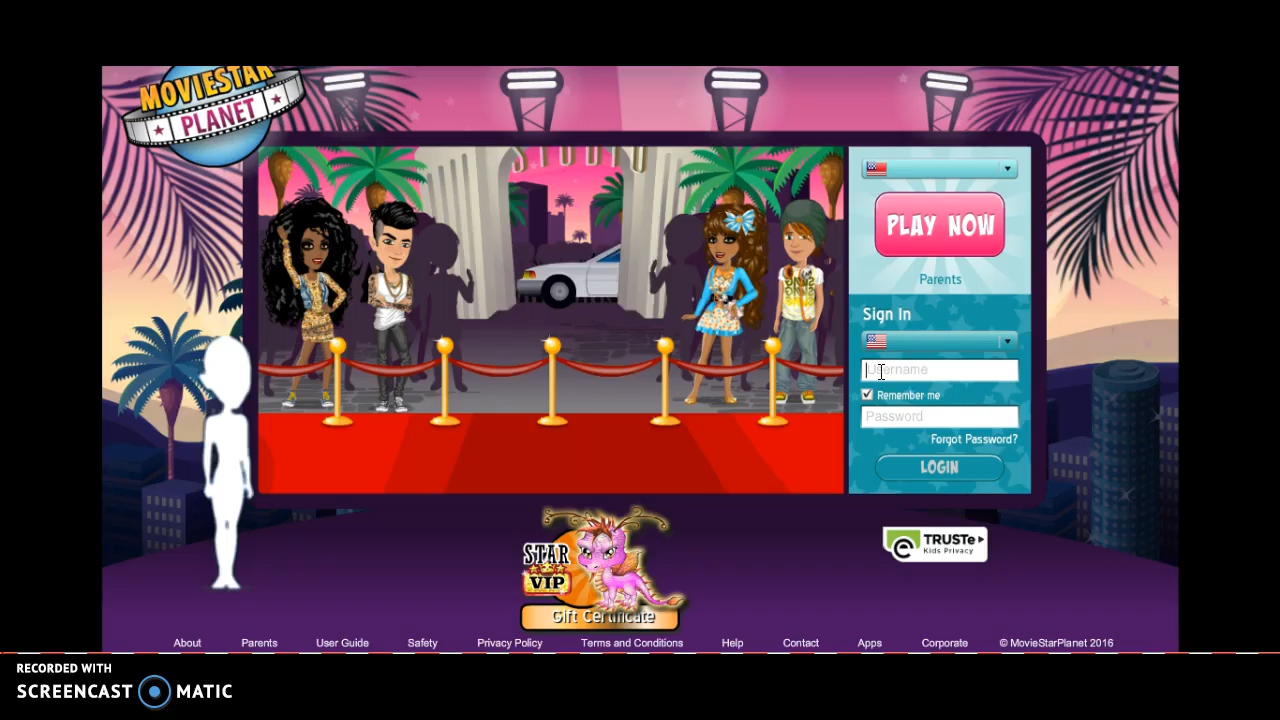 MOVIESTAR
PLANET
STUDIO
PLAY NOW
Parents
Sign In
Username
Remember me
Password
Forgot Password?
LOGIN
STAR
VIP
Gift Certificate
TRUSTe
Kids Privacy
About Parents User Guide Safety Privacy Policy Terms and Conditions Help Contact Apps Corporate © MovieStarPlanet 2016
RECORDED WITH
SCREENCAST MATIC